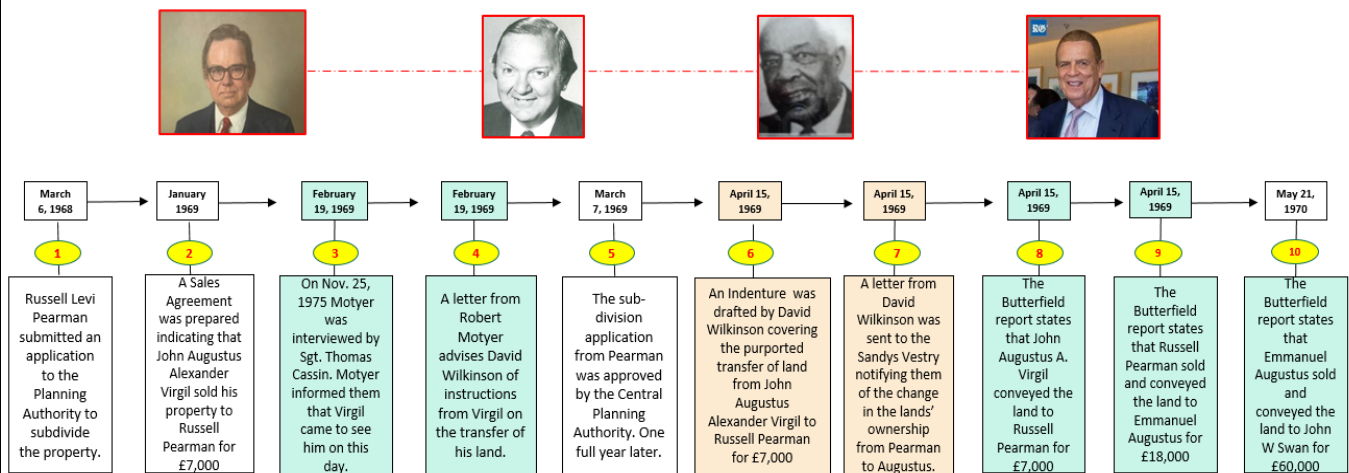 March
6, 1968
January
1969
February
19, 1969
February
19, 1969
March
7, 1969
April 15,
1969
April 15,
1969
April 15,
1969
April 15,
1969
May 21,
1970
1
2
3
4
5
6
7
8
9
10
Russell Levi
Pearman
submitted an
application
to the
Planning
Authority to
subdivide
the property.
A Sales
Agreement
was prepared
indicating that
John Augustus
Alexander
Virgil sold his
property to
Russell
Pearman for
£7,000
On Nov. 25,
1975 Motyer
was
interviewed by
Sgt. Thomas
Cassin. Motyer
informed them
that Virgil
came to see
him on this
day.
A letter from
Robert
Motyer
advises David
Wilkinson of
instructions
from Virgil on
the transfer of
his land.
The sub-
division
application
from Pearman
was approved
by the Central
Planning
Authority. One
full year later.
An Indenture was
drafted by David
Wilkinson covering
the purported
transfer of land
from John
Augustus
Alexander Virgil to
Russell Pearman
for £7,000
A letter from
David
Wilkinson was
sent to the
Sandys Vestry
notifying them
of the change
in the lands’
ownership
from Pearman
to Augustus.
The
Butterfield
report states
that John
Augustus A.
Virgil
conveyed the
land to
Russell
Pearman for
£7,000
The
Butterfield
report states
that Russell
Pearman sold
and conveyed
the land to
Emmanuel
Augustus for
£18,000
The
Butterfield
report states
that
Emmanuel
Augustus sold
and
conveyed the
land to John
W Swan for
£60,000